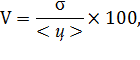 V = σ / < y > × 100,